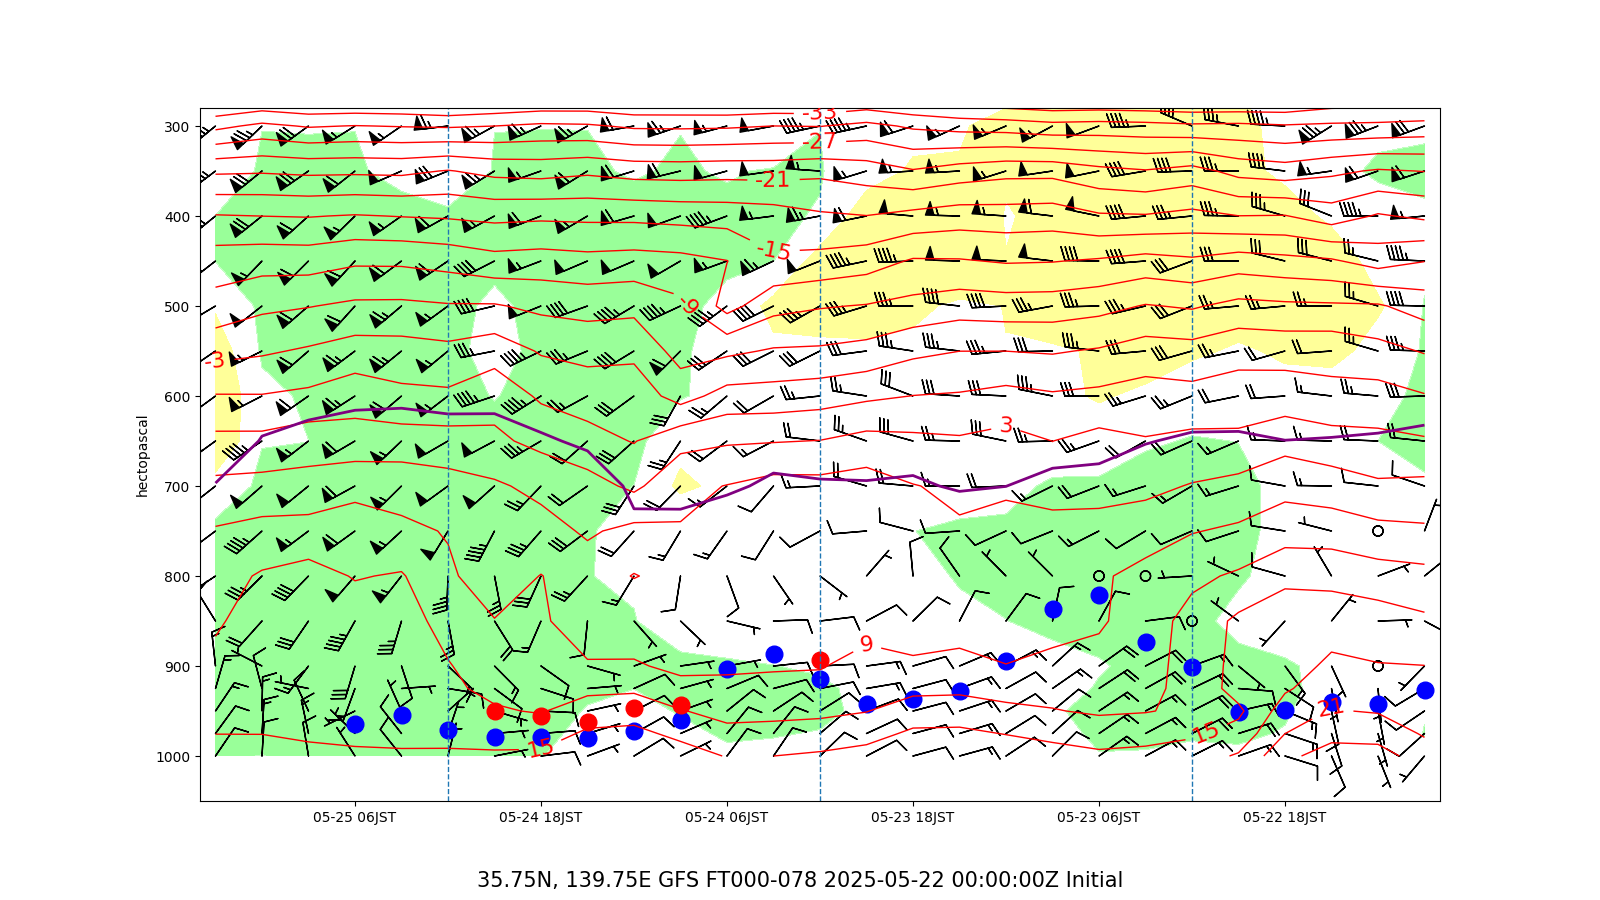 -33
300
-27
-21
400
-15
-9
500
-3
hectopascal
600
3
700
800
9
900
21
15
15
1000
05-25 06JST
05-24 18JST
05-24 06JST
05-23 18JST
05-23 06JST
05-22 18JST
35.75N, 139.75E GFS FT000-078 2025-05-22 00:00:00Z Initial